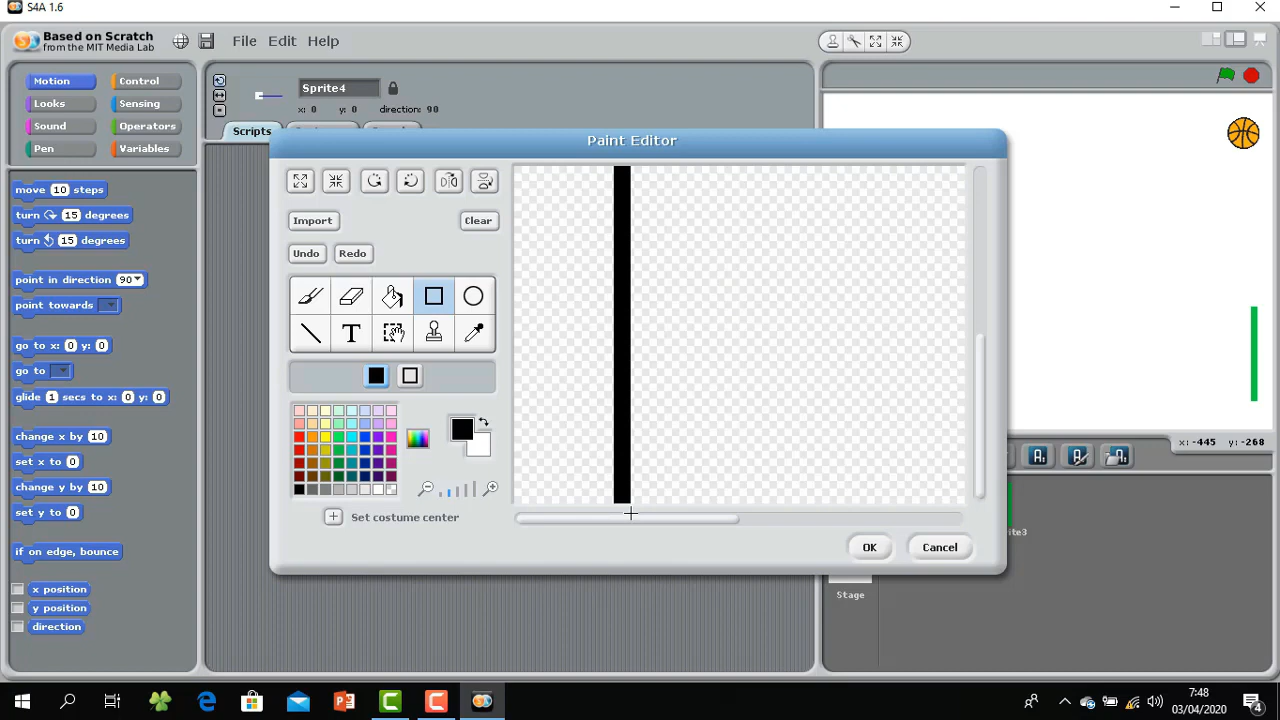 S4A 1.6
Based on Scratch
from the MIT Media Lab
File Edit Help
Motion Control
Looks Sensing
Sound Operators
Pen Variables
Sprite4
x: 0 y: 0 direction: 90
Scripts
move 10 steps
turn 15 degrees
turn 15 degrees
point in direction 90
point towards
go to x: 0 y: 0
go to
glide 1 secs to x: 0 y: 0
change x by 10
set x to 0
change y by 10
set y to 0
if on edge, bounce
x position
y position
direction
Paint Editor
Import Clear
Undo Redo
T
Set costume center
OK Cancel
x: -445 y: -268
ite3
Stage
7:48
03/04/2020
4